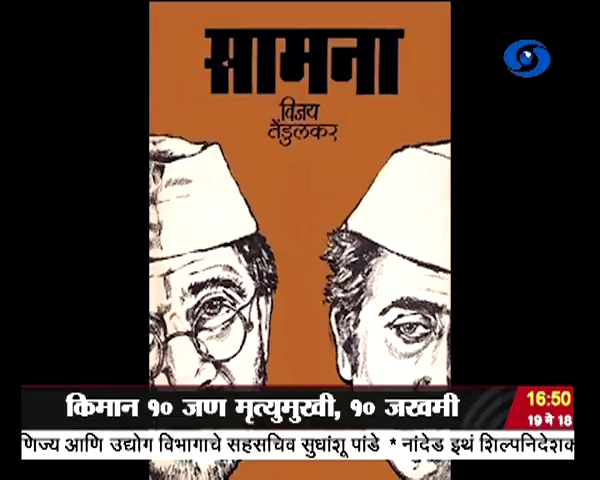 सामना
विजय
तेंडुलकर
किमान १० जण मृत्युमुखी, १० जखमी
16:50
19 मे 18
णिज्य आणि उद्योग विभागाचे सहसचिव सुधांशू पांडे * नांदेड इथं शिल्पनिदेशक